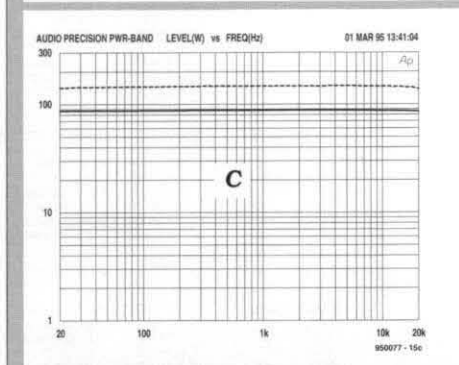 AUDIO PRECISION PWR-BAND LEVEL(W) vs FREQ(Hz) 01 MAR 95 13:41:04
300
Ap
100
C
10
1
20 100 1k 10k 20k
950077 - 15c